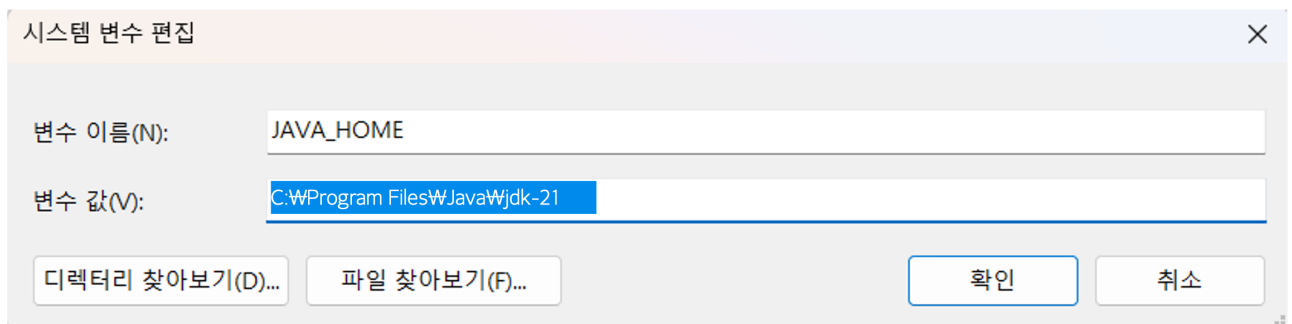 시스템 변수 편집
변수 이름(N): JAVA_HOME
변수 값(V): C:₩Program Files₩Java₩jdk-21
디렉터리 찾아보기(D)... 파일 찾아보기(F)... 확인 취소